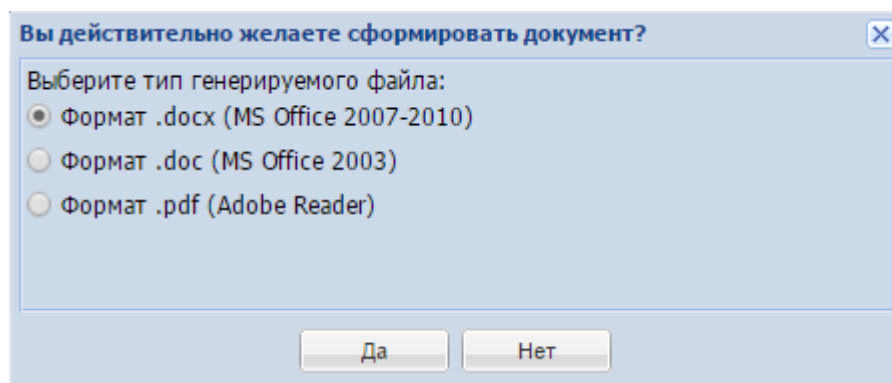 Вы действительно желаете сформировать документ?
Выберите тип генерируемого файла:
Формат .docx (MS Office 2007-2010)
Формат .doc (MS Office 2003)
Формат .pdf (Adobe Reader)
Да Нет